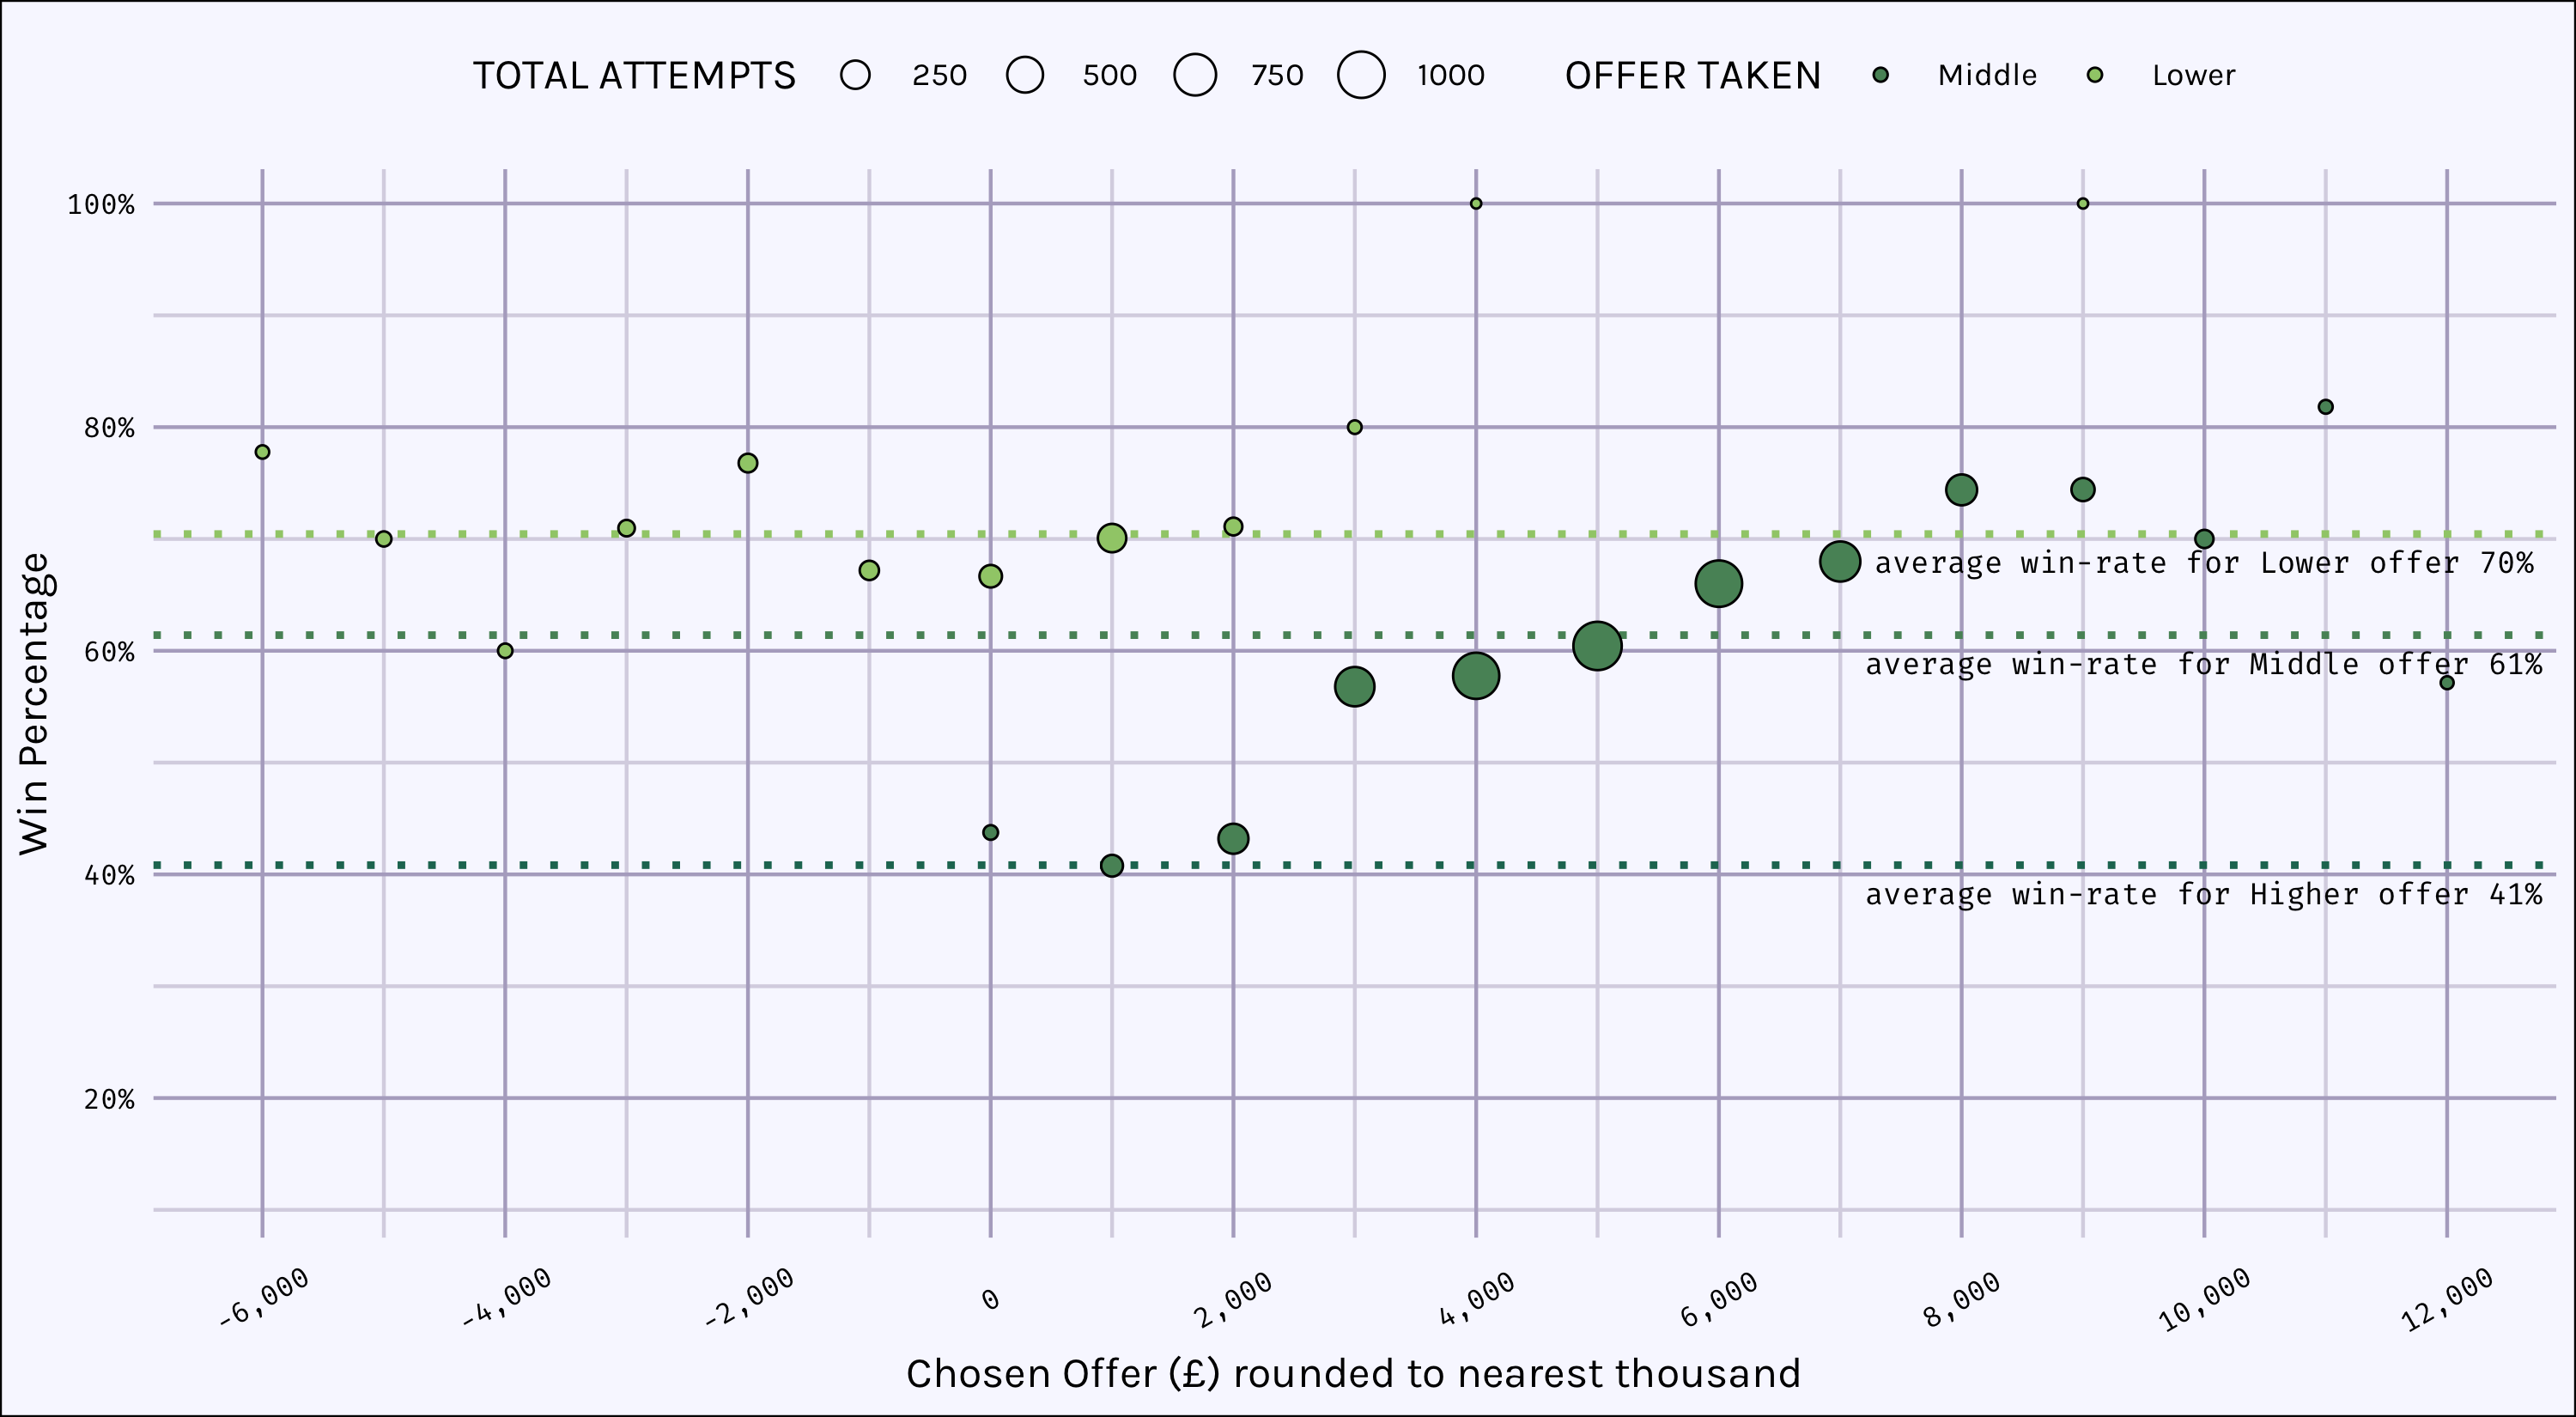 TOTAL ATTEMPTS 250 500 750 1000 OFFER TAKEN Middle Lower
100%
80%
60%
40%
20%
Win Percentage
average win-rate for Lower offer 70%
average win-rate for Middle offer 61%
average win-rate for Higher offer 41%
-6,000 -4,000 -2,000 0 2,000 4,000 6,000 8,000 10,000 12,000
Chosen Offer (£) rounded to nearest thousand